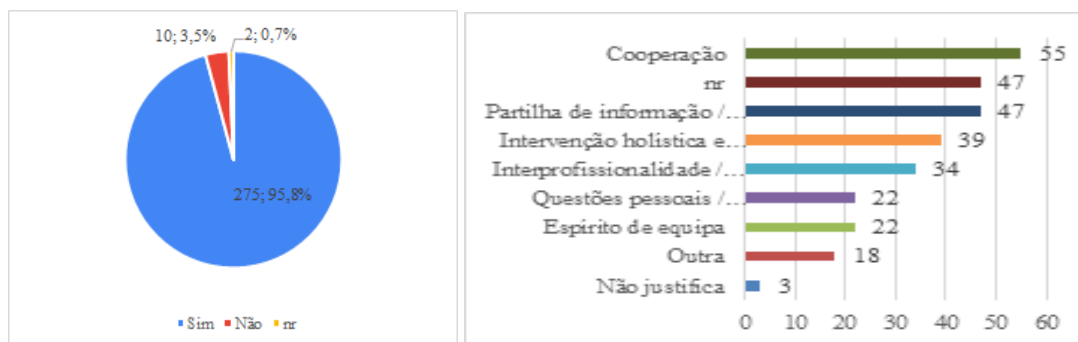 10; 3,5%
2; 0,7%
275; 95,8%
Sim Não nr
Cooperação 55
nr 47
Partilha de informação /... 47
Intervenção holistica e... 39
Interprofissionalidade /... 34
Questões pessoais /... 22
Espírito de equipa 22
Outra 18
Não justifica 3
0 10 20 30 40 50 60